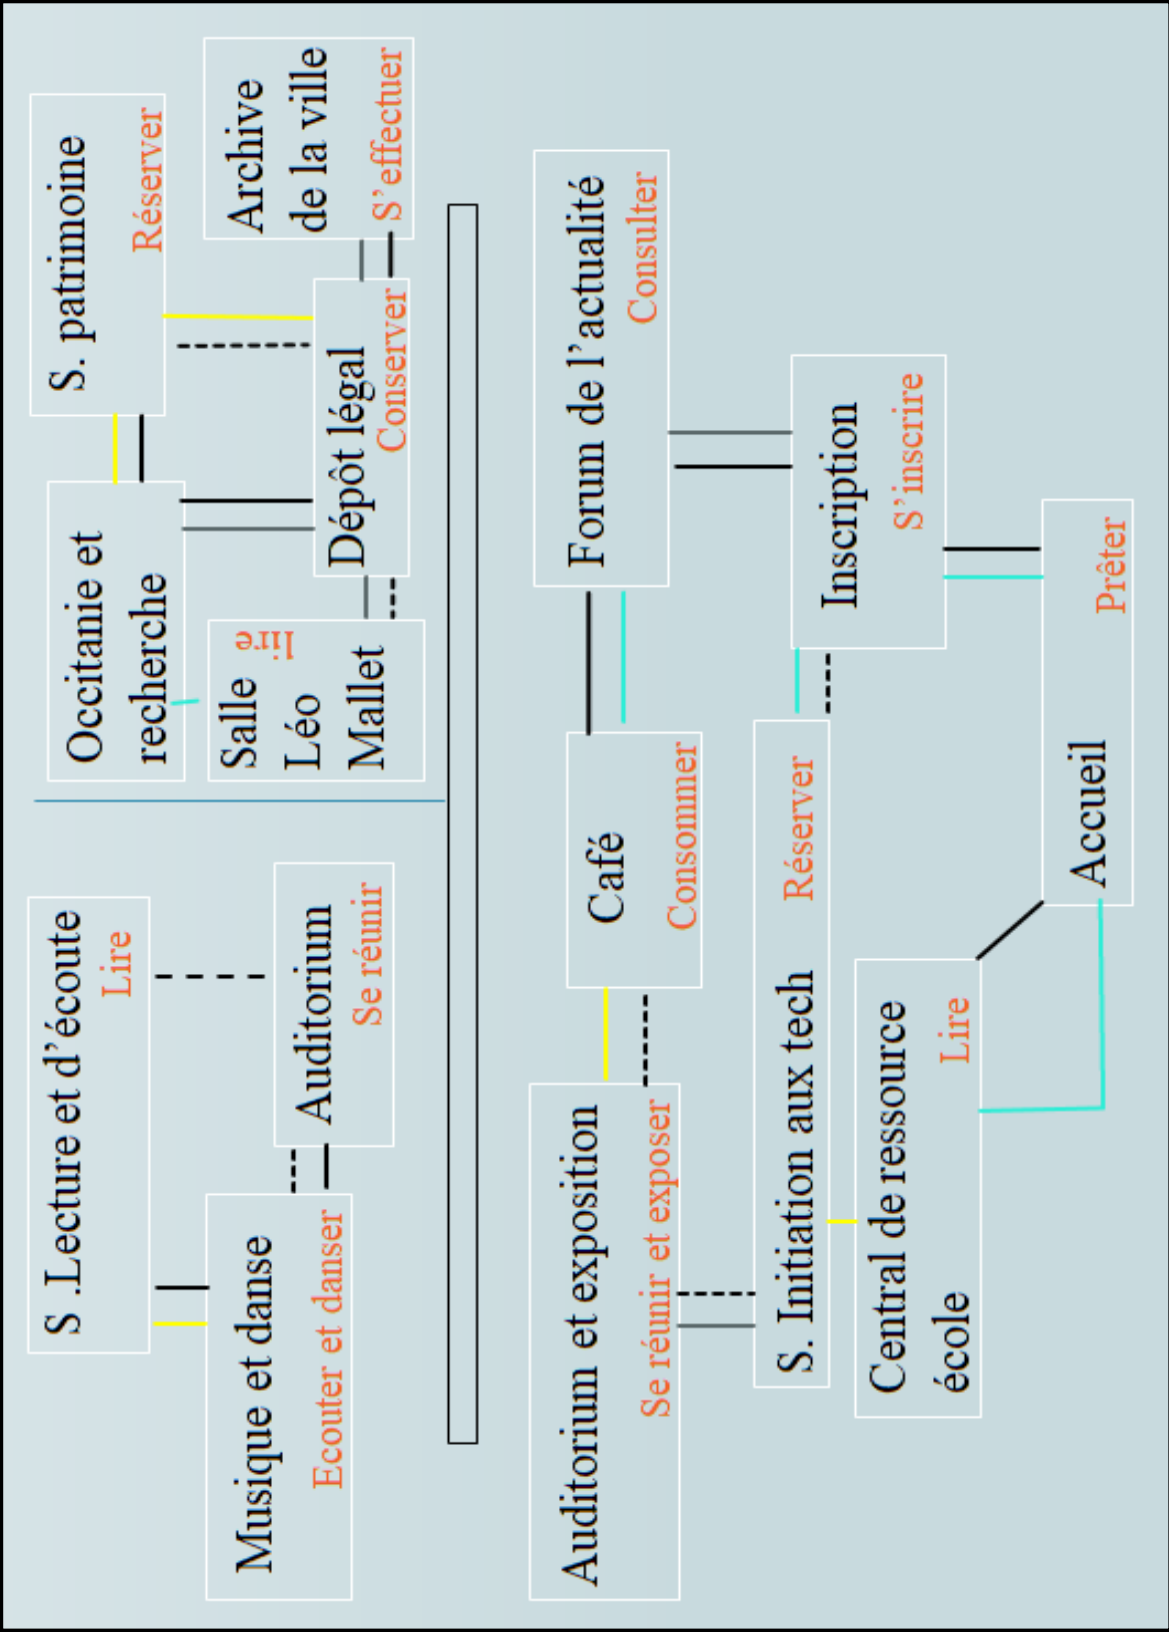 S .Lecture et d’écoute
Lire
Musique et danse
Ecouter et danser
Auditorium
Se réunir
Occitanie et
recherche
S. patrimoine
Réserver
Salle
lire
Léo
Mallet
Dépôt légal
Conserver
Archive
de la ville
S’ effectuer
Auditorium et exposition
Se réunir et exposer
Café
Consommer
Forum de l’actualité
Consulter
S. Initiation aux tech
Réserver
Inscription
S’inscrire
Central de ressource
école
Lire
Accueil
Prêter